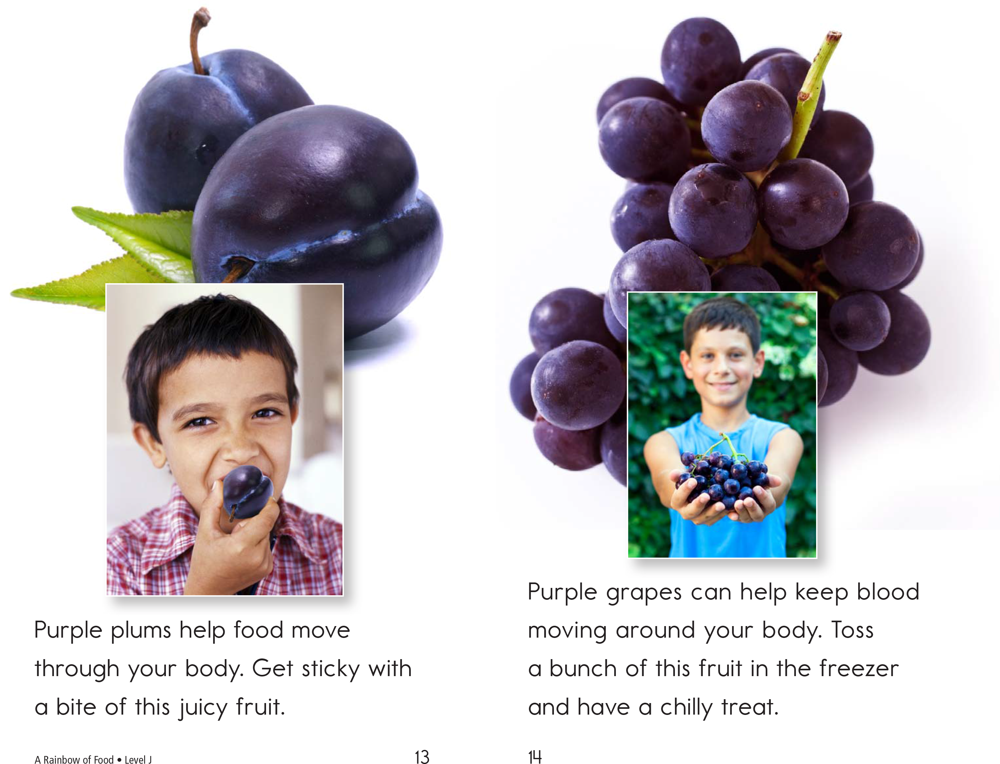 Purple plums help food move
through your body. Get sticky with
a bite of this juicy fruit.
A Rainbow of Food • Level J
13
Purple grapes can help keep blood
moving around your body. Toss
a bunch of this fruit in the freezer
and have a chilly treat.
14